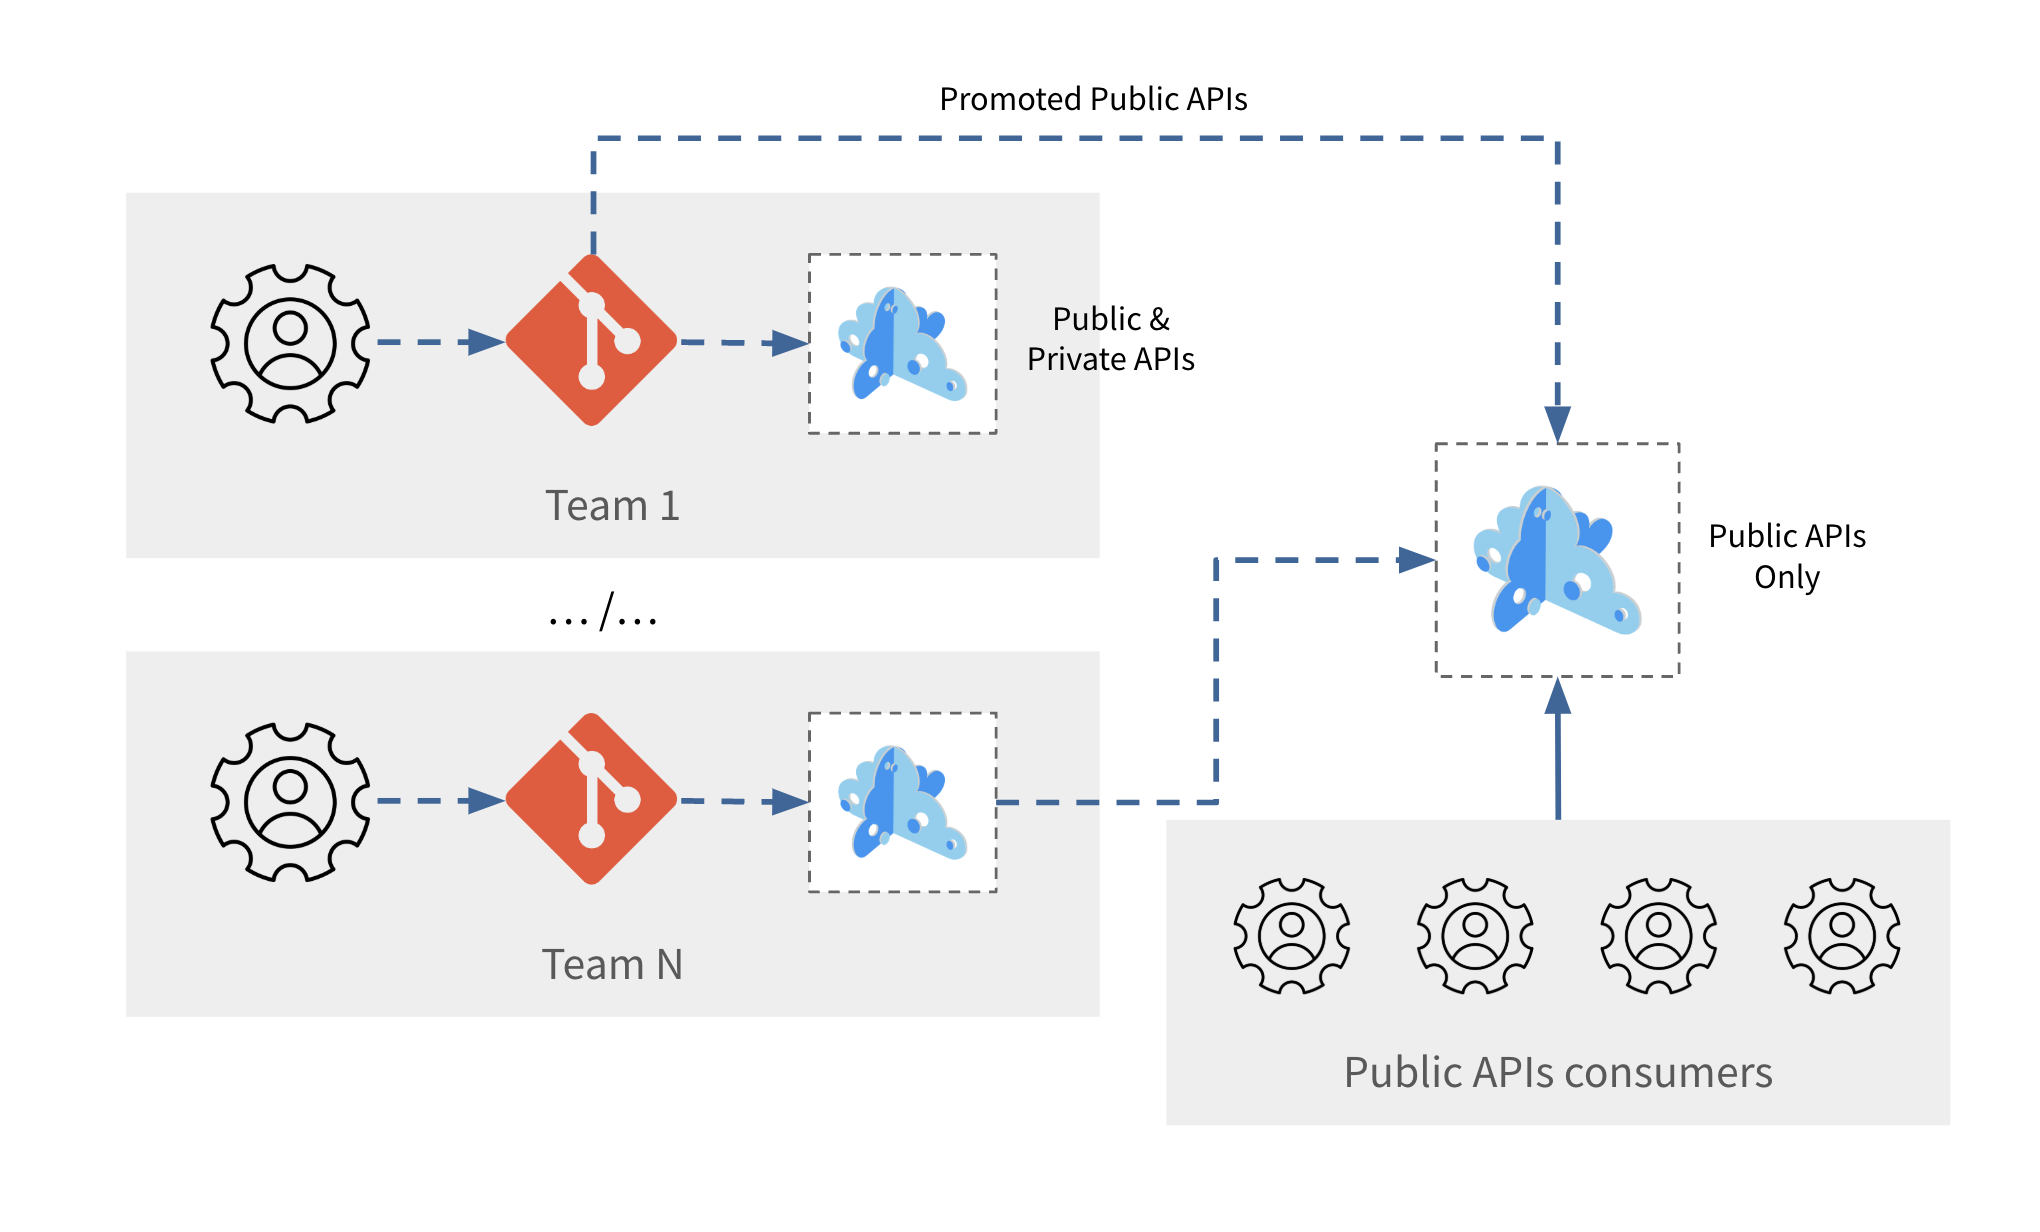 Promoted Public APIs
Public &
Private APIs
Team 1
Public APIs
Only
... /...
Team N
Public APIs consumers